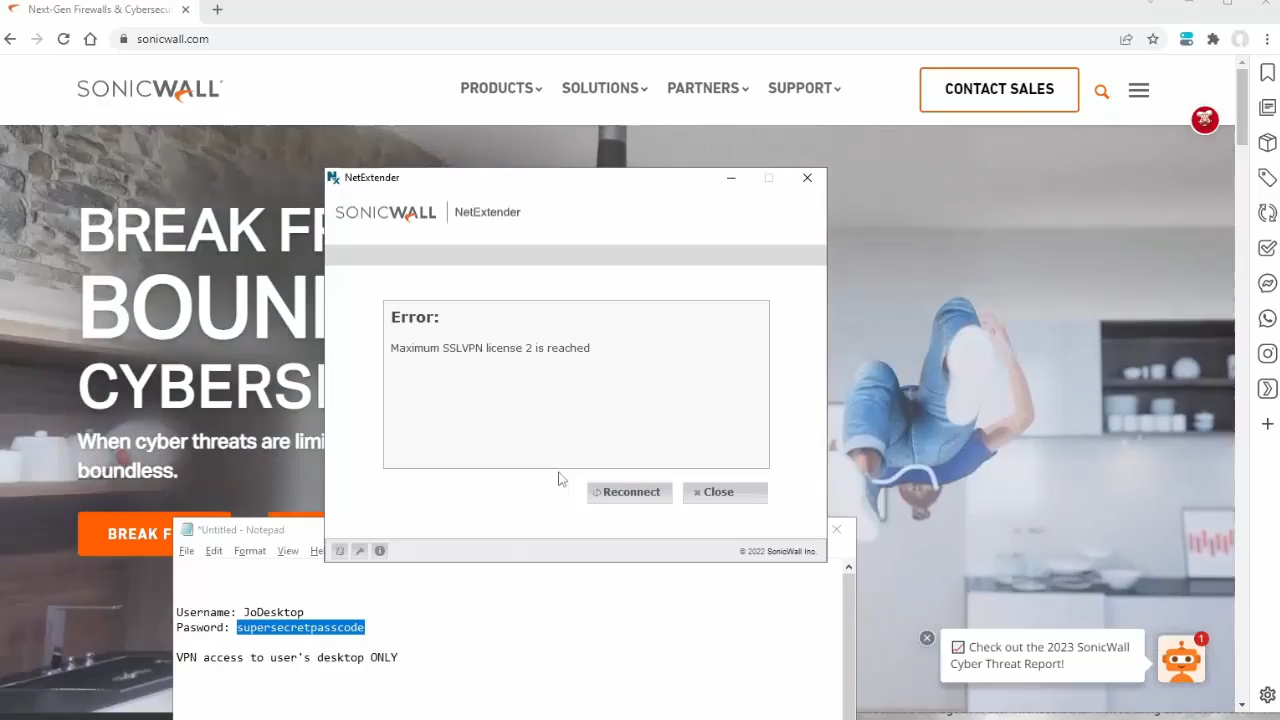 Next-Gen Firewalls & Cybersecu
sonicwall.com
SONICWALL
PRODUCTS
SOLUTIONS
PARTNERS
SUPPORT
CONTACT SALES
BREAK FR
BOUN
CYBERS
When cyber threats are limi
boundless.
BREAK F
NetExtender
SONICWALL NetExtender
Error:
Maximum SSLVPN license 2 is reached
Reconnect
Close
© 2022 SonicWall Inc.
*Untitled - Notepad
File Edit Format View He
Username: JoDesktop
Pasword: supersecretpasscode
VPN access to user's desktop ONLY
Check out the 2023 SonicWall
Cyber Threat Report!
1